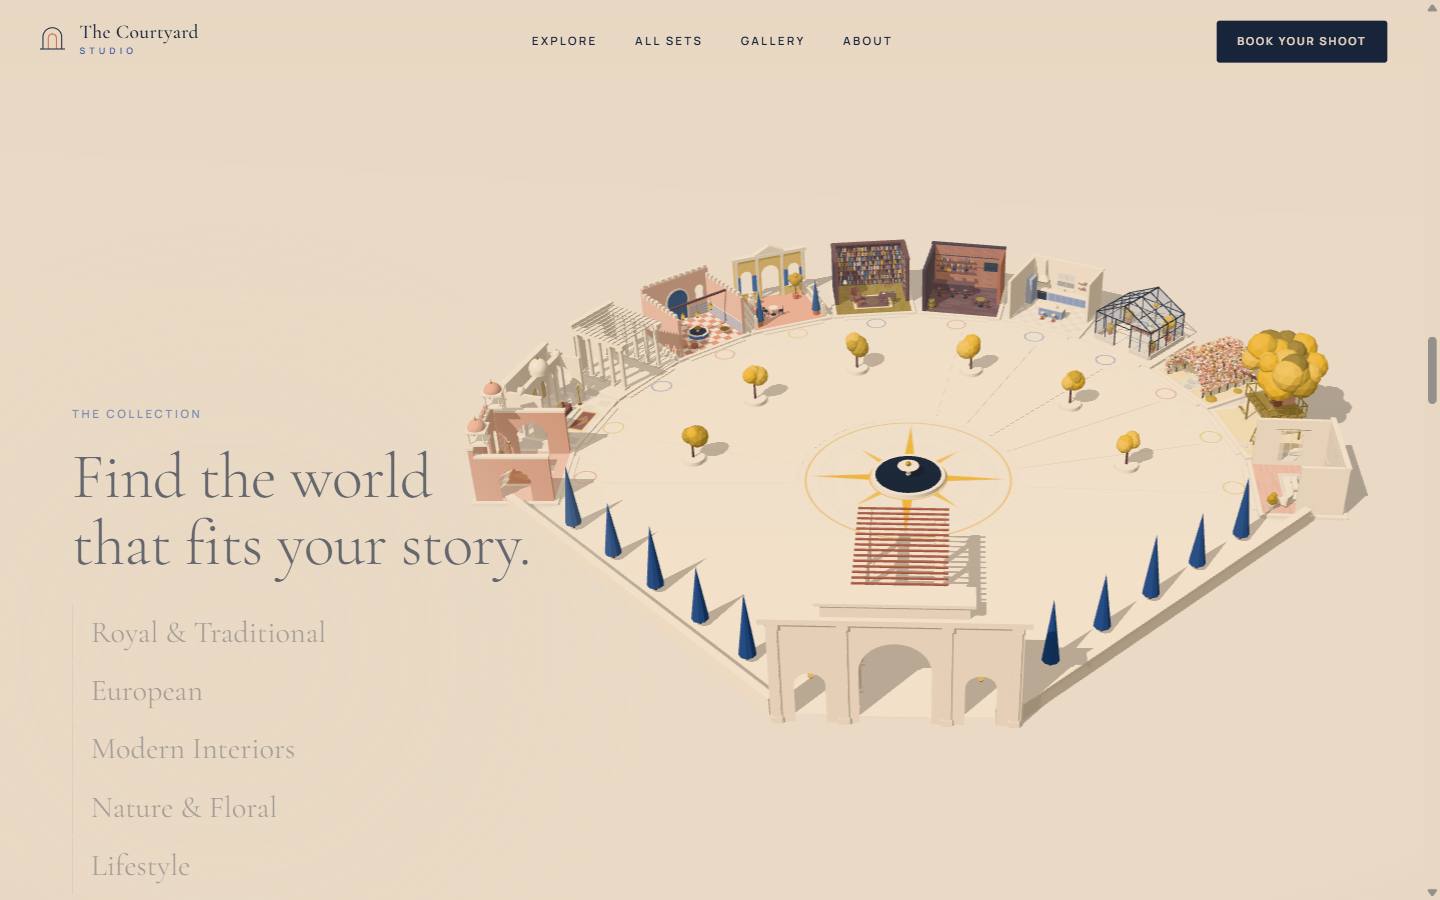 The Courtyard
STUDIO
EXPLORE
ALL SETS
GALLERY
ABOUT
BOOK YOUR SHOOT
THE COLLECTION
Find the world
that fits your story.
Royal & Traditional
European
Modern Interiors
Nature & Floral
Lifestyle